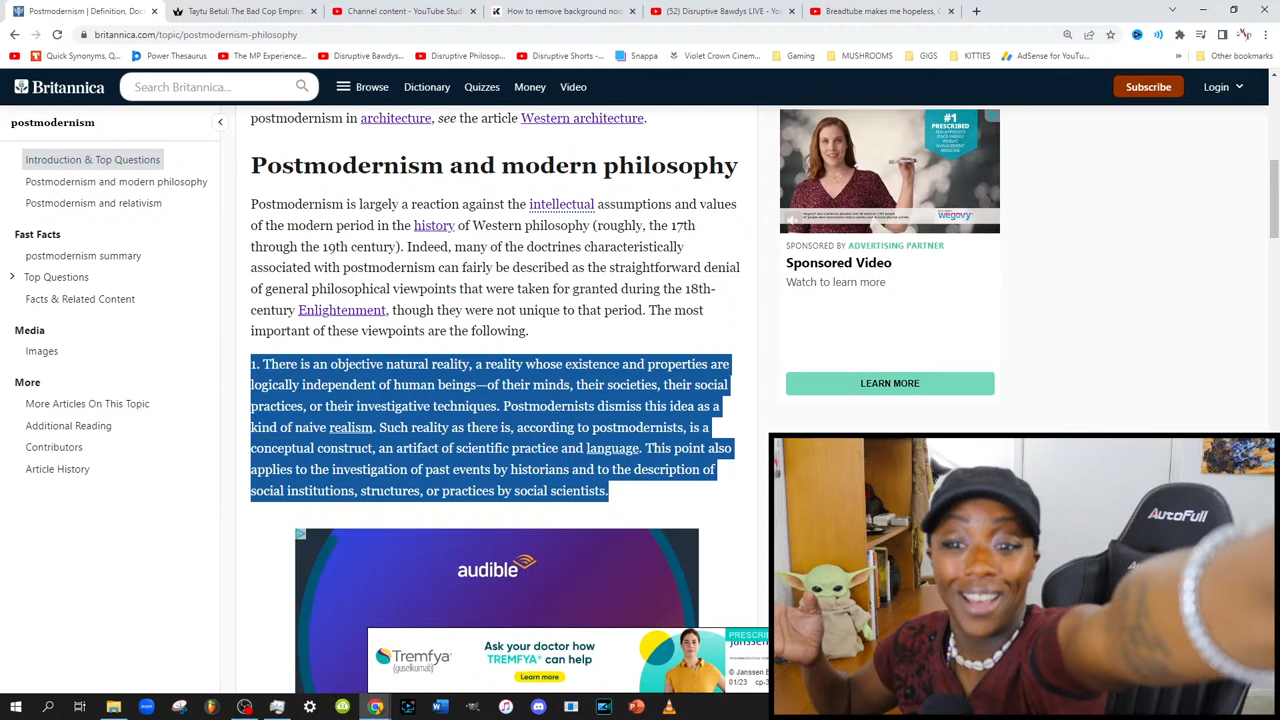 Postmodernism | Definition, Doct
Taytu Betul: The Bad Cop Empres
Channel content - YouTube Studi
How to remove background nois
(52) Disruptive Bawdys LIVE - Yo
Breadtube makes me hopeless, C
britannica.com/topic/postmodernism-philosophy
Quick Synonyms, Qu...
Power Thesaurus
The MP Experience...
Disruptive Bawdys...
Disruptive Philosop...
Disruptive Shorts -...
Snappa
Violet Crown Cinem...
Gaming
MUSHROOMS
GIGS
KITTIES
AdSense for YouTu...
Other bookmarks
Britannica
Search Britannica...
Browse
Dictionary
Quizzes
Money
Video
Subscribe
Login
postmodernism
Introduction & Top Questions
Postmodernism and modern philosophy
Postmodernism and relativism
Fast Facts
postmodernism summary
Top Questions
Facts & Related Content
Media
Images
More
More Articles On This Topic
Additional Reading
Contributors
Article History
postmodernism in architecture, see the article Western architecture.
Postmodernism and modern philosophy
Postmodernism is largely a reaction against the intellectual assumptions and values
of the modern period in the history of Western philosophy (roughly, the 17th
through the 19th century). Indeed, many of the doctrines characteristically
associated with postmodernism can fairly be described as the straightforward denial
of general philosophical viewpoints that were taken for granted during the 18th-
century Enlightenment, though they were not unique to that period. The most
important of these viewpoints are the following.
1. There is an objective natural reality, a reality whose existence and properties are
logically independent of human beings—of their minds, their societies, their social
practices, or their investigative techniques. Postmodernists dismiss this idea as a
kind of naive realism. Such reality as there is, according to postmodernists, is a
conceptual construct, an artifact of scientific practice and language. This point also
applies to the investigation of past events by historians and to the description of
social institutions, structures, or practices by social scientists.
audible
Tremfya
(guselkumab)
Ask your doctor how
TREMFYA® can help
Learn more
PRESCRI
Janssen
© Janssen B
01/23 cp-3
#1
PRESCRIBED
wegovy
SPONSORED BY ADVERTISING PARTNER
Sponsored Video
Watch to learn more
LEARN MORE
AUTOFULL